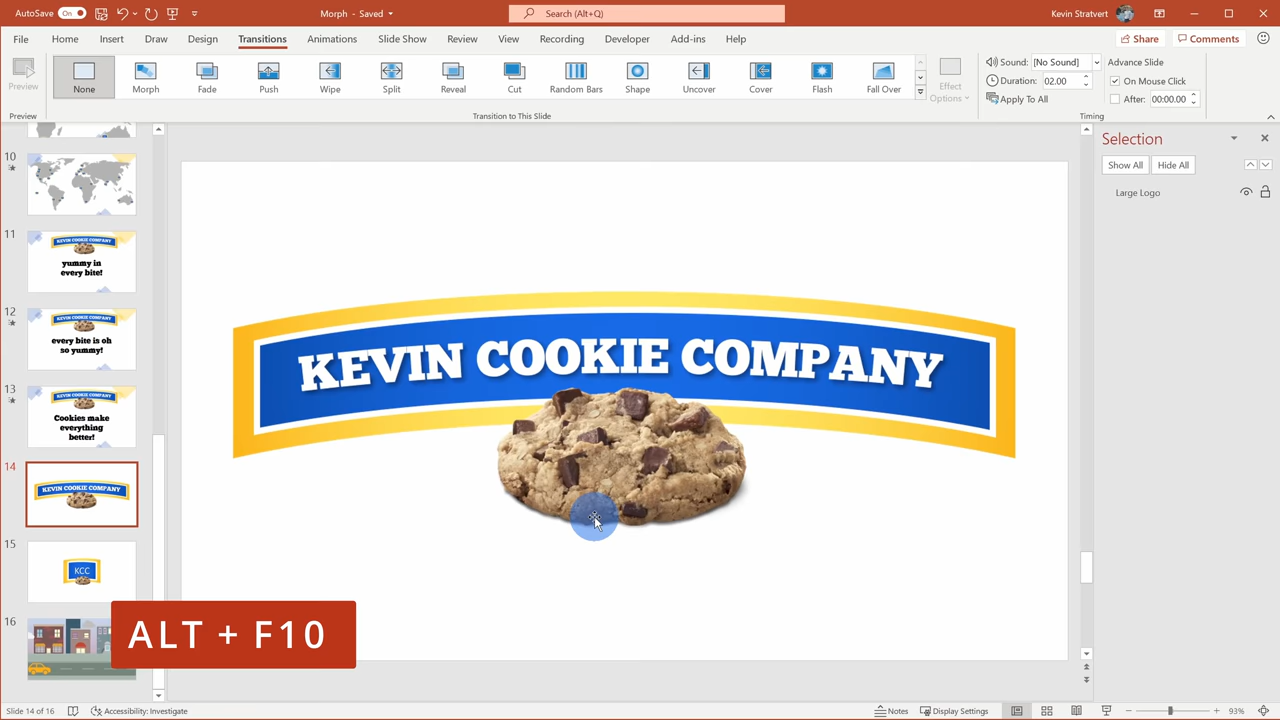 AutoSave On Morph - Saved Search (Alt+Q) Kevin Stratvert
File Home Insert Draw Design Transitions Animations Slide Show Review View Recording Developer Add-ins Help Share Comments
Preview None Morph Fade Push Wipe Split Reveal Cut Random Bars Shape Uncover Cover Flash Fall Over Effect Options
Sound: [No Sound] Advance Slide
Duration: 02.00 On Mouse Click
Apply To All After: 00:00.00
Preview Transition to This Slide Timing
Selection
Show All Hide All
Large Logo
10
11
KEVIN COOKIE COMPANY
yummy in
every bite!
12
KEVIN COOKIE COMPANY
every bite is oh
so yummy!
13
KEVIN COOKIE COMPANY
Cookies make
everything
better!
14
KEVIN COOKIE COMPANY
15
KCC
16
KEVIN COOKIE COMPANY
ALT + F10
Slide 14 of 16 Accessibility: Investigate Notes Display Settings 93%